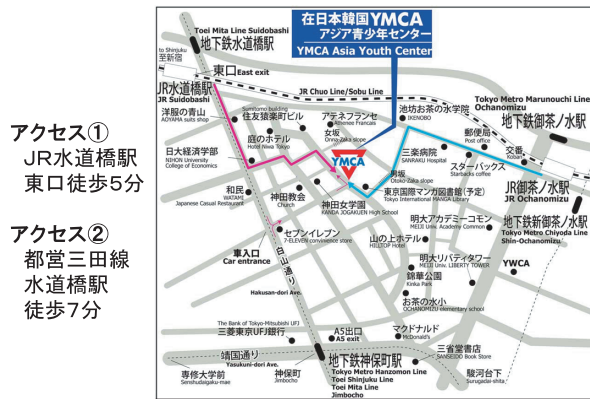 アクセス①
JR水道橋駅
東口徒歩5分
アクセス②
都営三田線
水道橋駅
徒歩7分
在日本韓国YMCA
アジア青少年センター
YMCA Asia Youth Center
Toei Mita Line Suidobashi
地下鉄水道橋駅
to Shinjuku
至新宿
東口East exit
JR水道橋駅
JR Suidobashi
JR Chuo Line/Sobu Line
Tokyo Metro Marunouchi Line
Ochanomizu
地下鉄御茶ノ水駅
洋服の青山
AOYAMA suits shop
Sumitomo building
住友猿楽町ビル
アテネフランセ
Athenee Francais
池坊お茶の水学院
IKENOBO
郵便局
Post office
交番
Koban
庭のホテル
Hotel Niwa Tokyo
女坂
Onna-Zaka slope
三楽病院
SANRAKU Hospital
スターバックス
Starbacks coffee
日大経済学部
NIHON University
College of Economics
YMCA
男坂
Otoko-Zaka slope
JR御茶ノ水駅
JR Ochanomizu
和民
WATAMI
Japanese Casual Restaurant
神田教会
Church
神田女学園
KANDA JOGAKUEN High School
東京国際マンガ図書館(予定)
Tokyo International MANGA Library
地下鉄新御茶ノ水駅
Tokyo Metro Chiyoda Line
Shin-Ochanomizu
セブンイレブン
7-ELEVEN convinience store
明大アカデミーコモン
MEIJI Univ. Academy Common
山の上ホテル
HILLTOP Hotel
車入口
Car entrance
白山通り
Hakusan-dori Ave.
明大リバティタワー
MEIJI Univ. LIBERTY TOWER
YWCA
錦華公園
Kinka Park
お茶の水小
OCHANOMIZU elementary school
The Bank of Tokyo-Mitsubishi UFJ
三菱東京UFJ銀行
A5出口
A5 exit
マクドナルド
McDonald's
靖国通り
Yasukuni-dori Ave.
三省堂書店
SANSEIDO Book Store
専修大学前
Senshudaigaku-mae
神保町
Jimbocho
地下鉄神保町駅
Tokyo Metro Hanzomon Line
Toei Shinjuku Line
Toei Mita Line
Jimbocho
駿河台下
Surugadai-shita